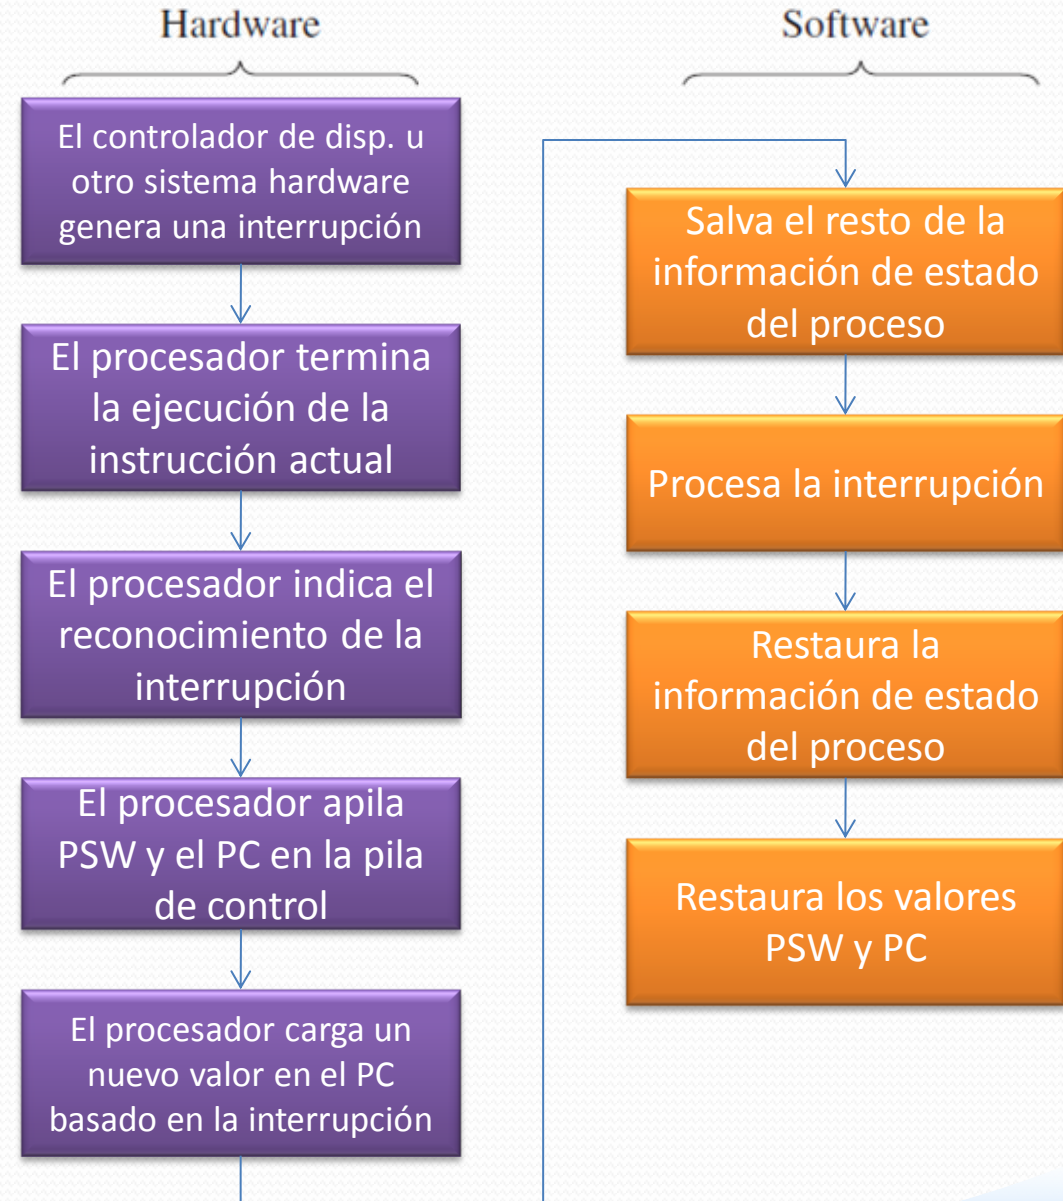 Hardware
El controlador de disp. u
otro sistema hardware
genera una interrupción
El procesador termina
la ejecución de la
instrucción actual
El procesador indica el
reconocimiento de la
interrupción
El procesador apila
PSW y el PC en la pila
de control
El procesador carga un
nuevo valor en el PC
basado en la interrupción
Software
Salva el resto de la
información de estado
del proceso
Procesa la interrupción
Restaura la
información de estado
del proceso
Restaura los valores
PSW y PC